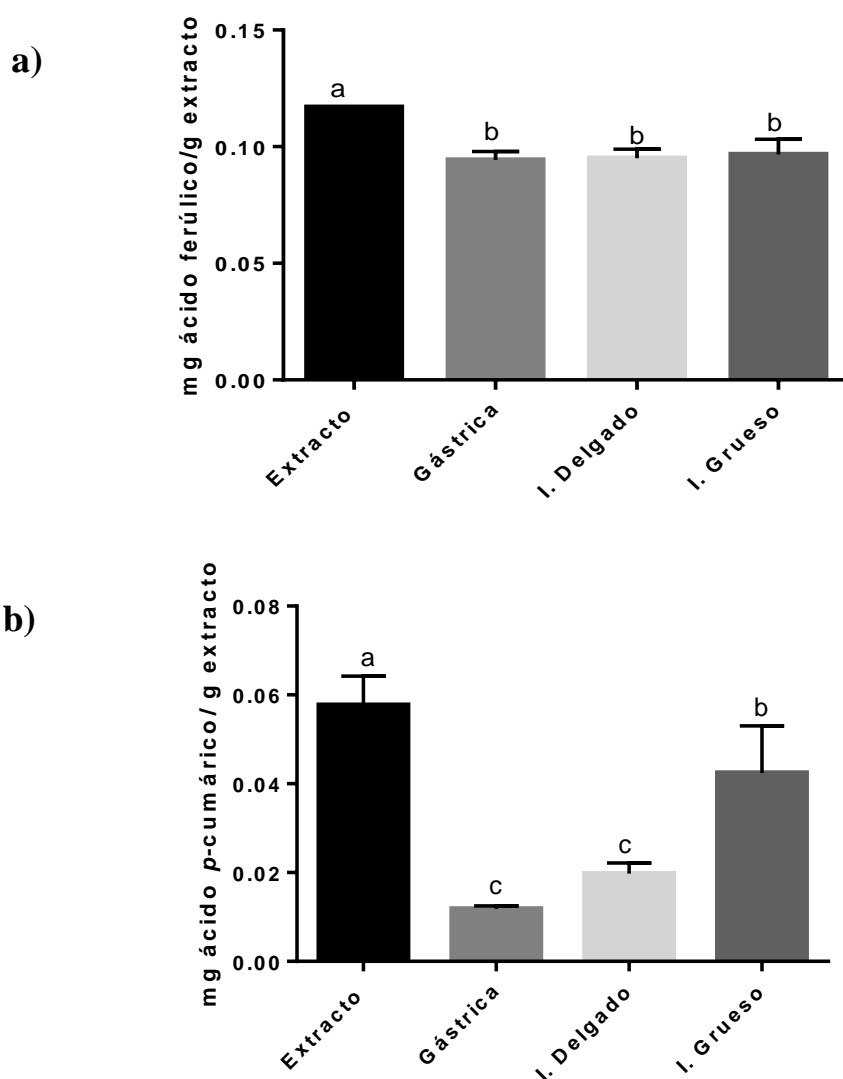 a)
mg ácido ferúlico/g extracto
0.15
0.10
0.05
0.00
a
b
b
b
Extracto
Gástrica
I. Delgado
I. Grueso
b)
mg ácido p-cumárico/ g extracto
0.08
0.06
0.04
0.02
0.00
a
c
c
b
Extracto
Gástrica
I. Delgado
I. Grueso